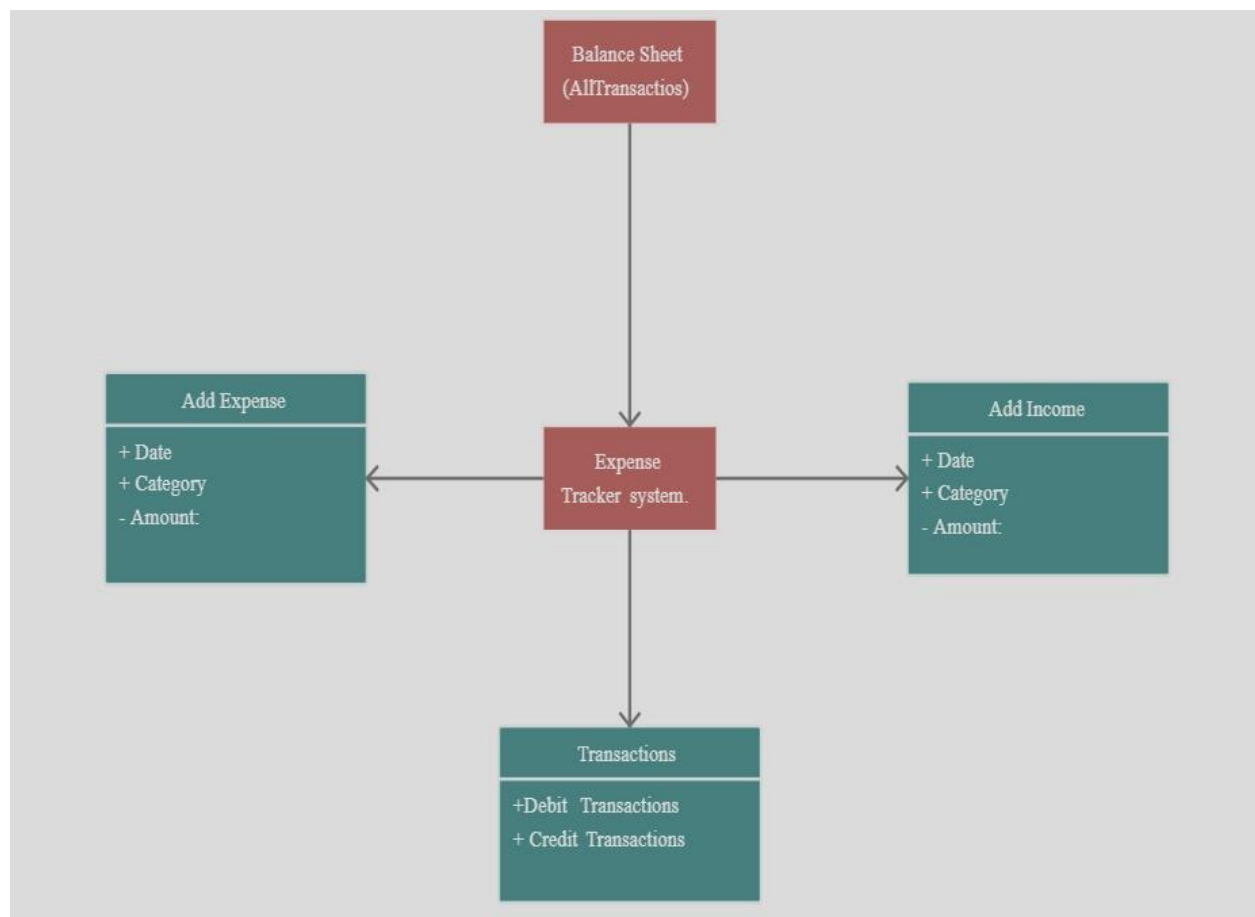 Balance Sheet
(AllTransactios)
Add Expense
+ Date
+ Category
- Amount:
Expense
Tracker system.
Add Income
+ Date
+ Category
- Amount:
Transactions
+Debit Transactions
+ Credit Transactions